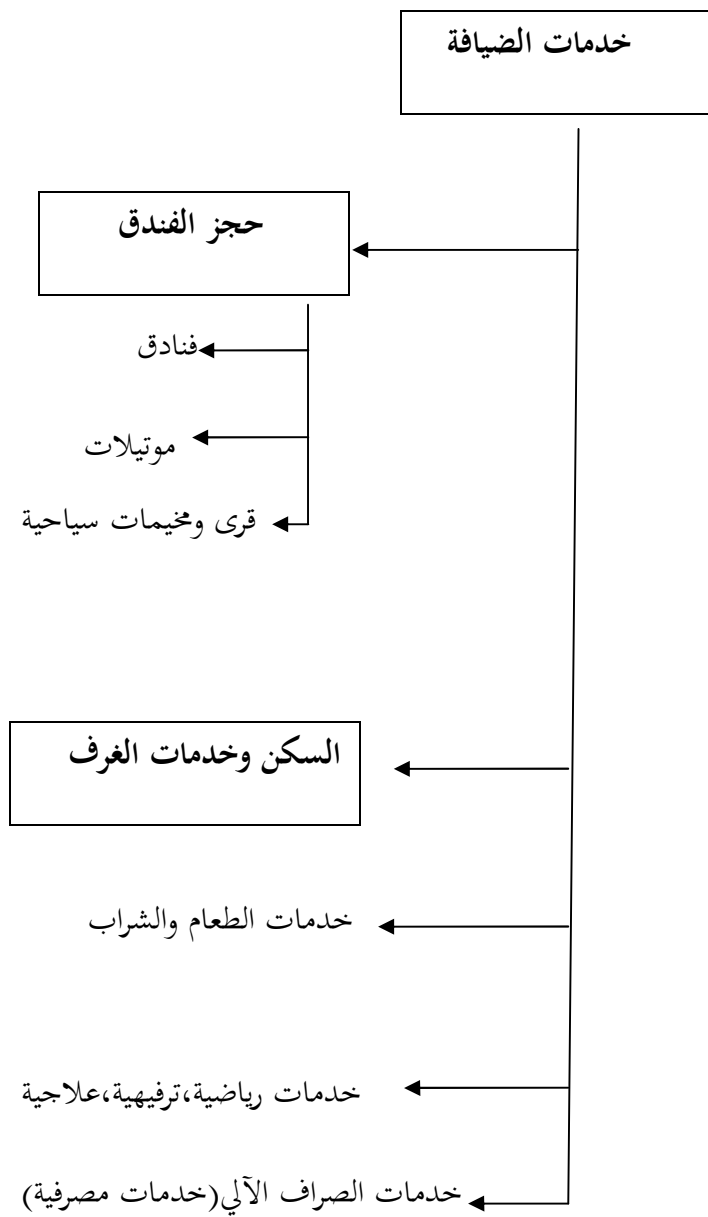 خدمات الضيافة
حجز الفندق
فنادق
موتيلات
قرى ومخيمات سياحية
السكن وخدمات الغرف
خدمات الطعام والشراب
خدمات رياضية،ترفيهية،علاجية
خدمات الصراف الآلي(خدمات مصرفية)